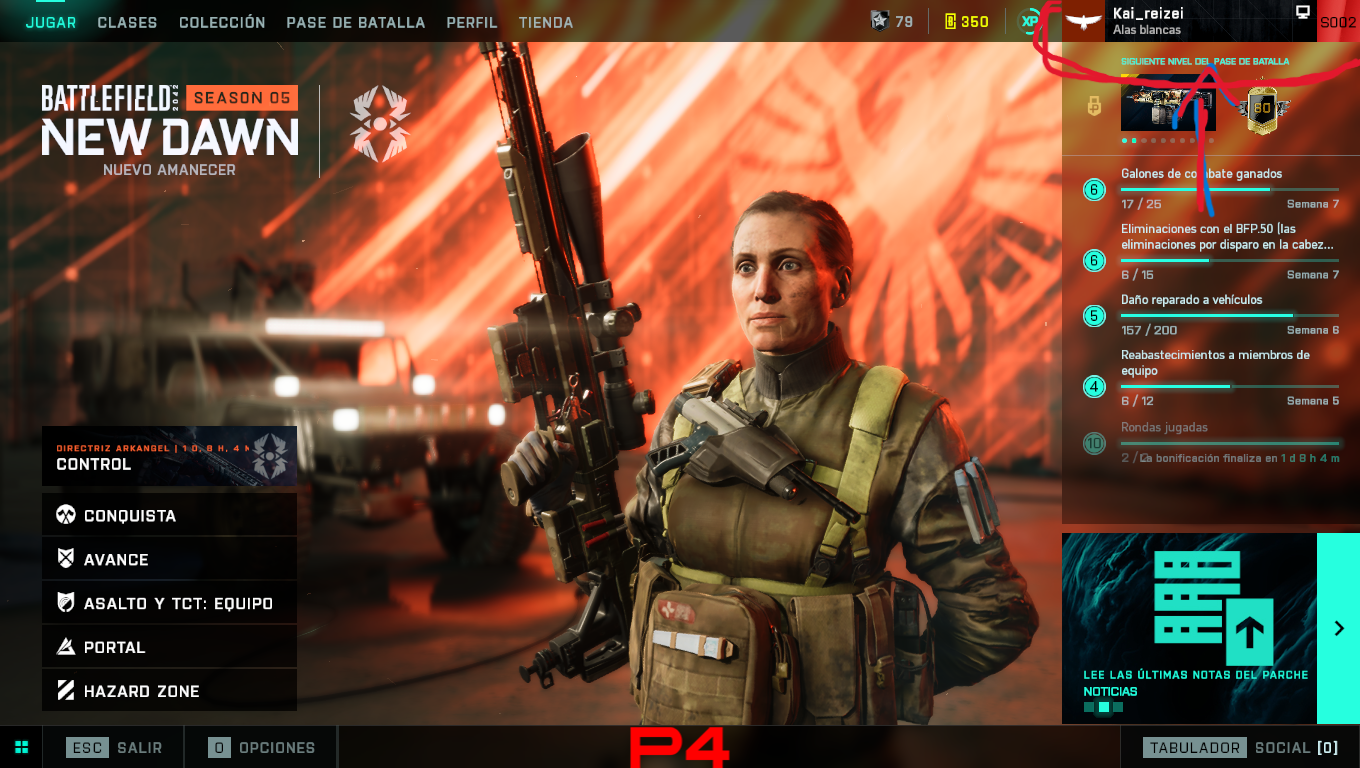 JUGAR CLASES COLECCIÓN PASE DE BATALLA PERFIL TIENDA
79 350 XP
Kai_reizei
Alas blancas
S002
SIGUIENTE NIVEL DEL PASE DE BATALLA
60
BATTLEFIELD 2042 SEASON 05
NEW DAWN
NUEVO AMANECER
6 Galones de combate ganados
17 / 25 Semana 7
6 Eliminaciones con el BFP.50 (las
eliminaciones por disparo en la cabez...
6 / 15 Semana 7
5 Daño reparado a vehículos
157 / 200 Semana 6
4 Reabastecimientos a miembros de
equipo
6 / 12 Semana 5
10 Rondas jugadas
2 / La bonificación finaliza en 1 d 8 h 4 m
DIRECTRIZ ARKANGEL | 1 D, 8 H, 4 M
CONTROL
CONQUISTA
AVANCE
ASALTO Y TCT: EQUIPO
PORTAL
HAZARD ZONE
LEE LAS ÚLTIMAS NOTAS DEL PARCHE
NOTICIAS
ESC SALIR O OPCIONES
P4
TABULADOR SOCIAL [0]